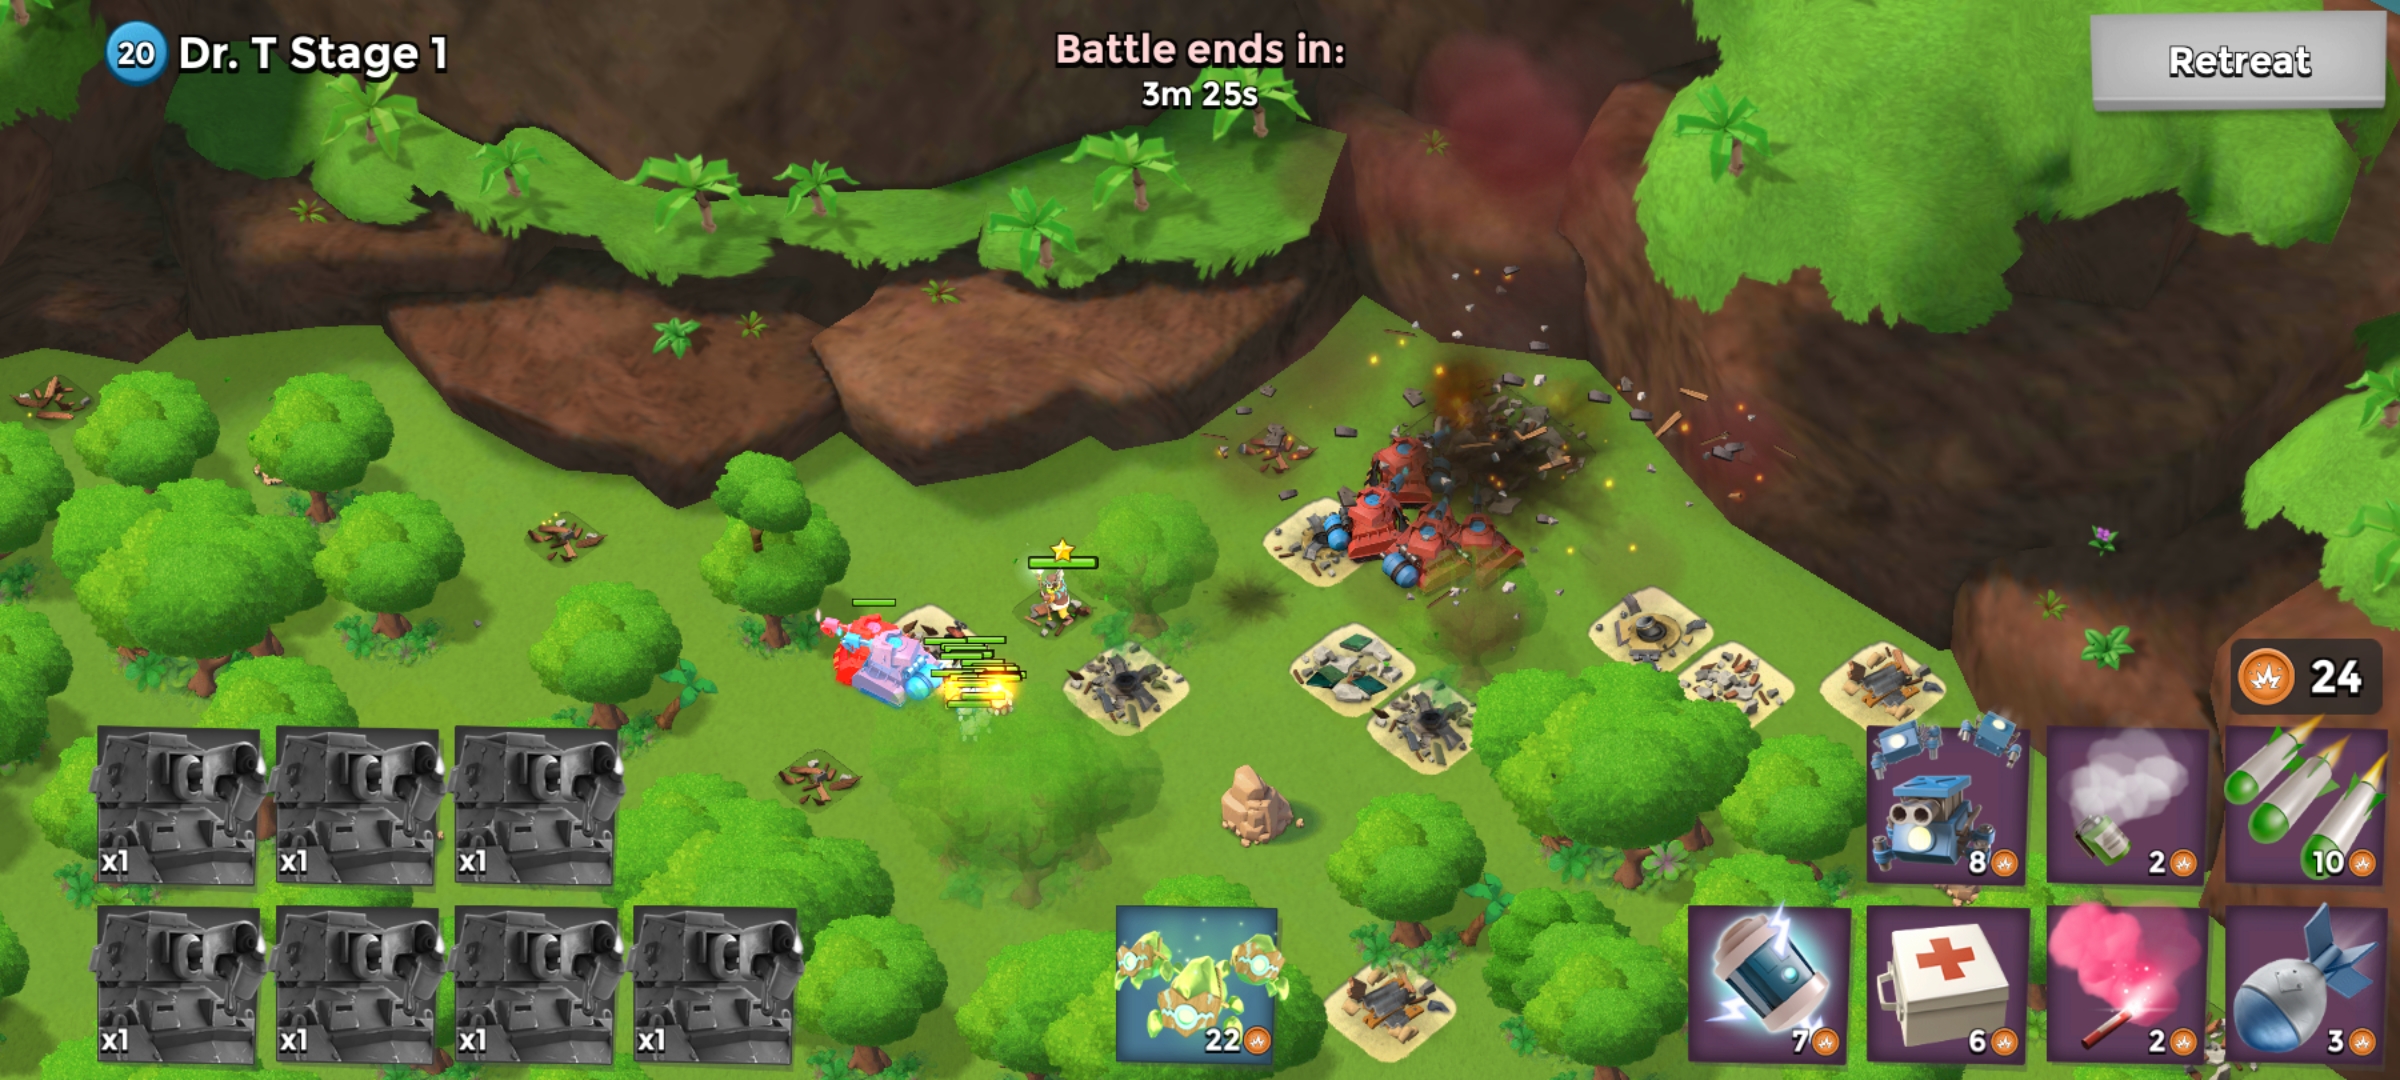 20 Dr. T Stage 1
Battle ends in:
3m 25s
Retreat
24
x1 x1 x1
8 2 10
x1 x1 x1 x1
22
7 6 2 3